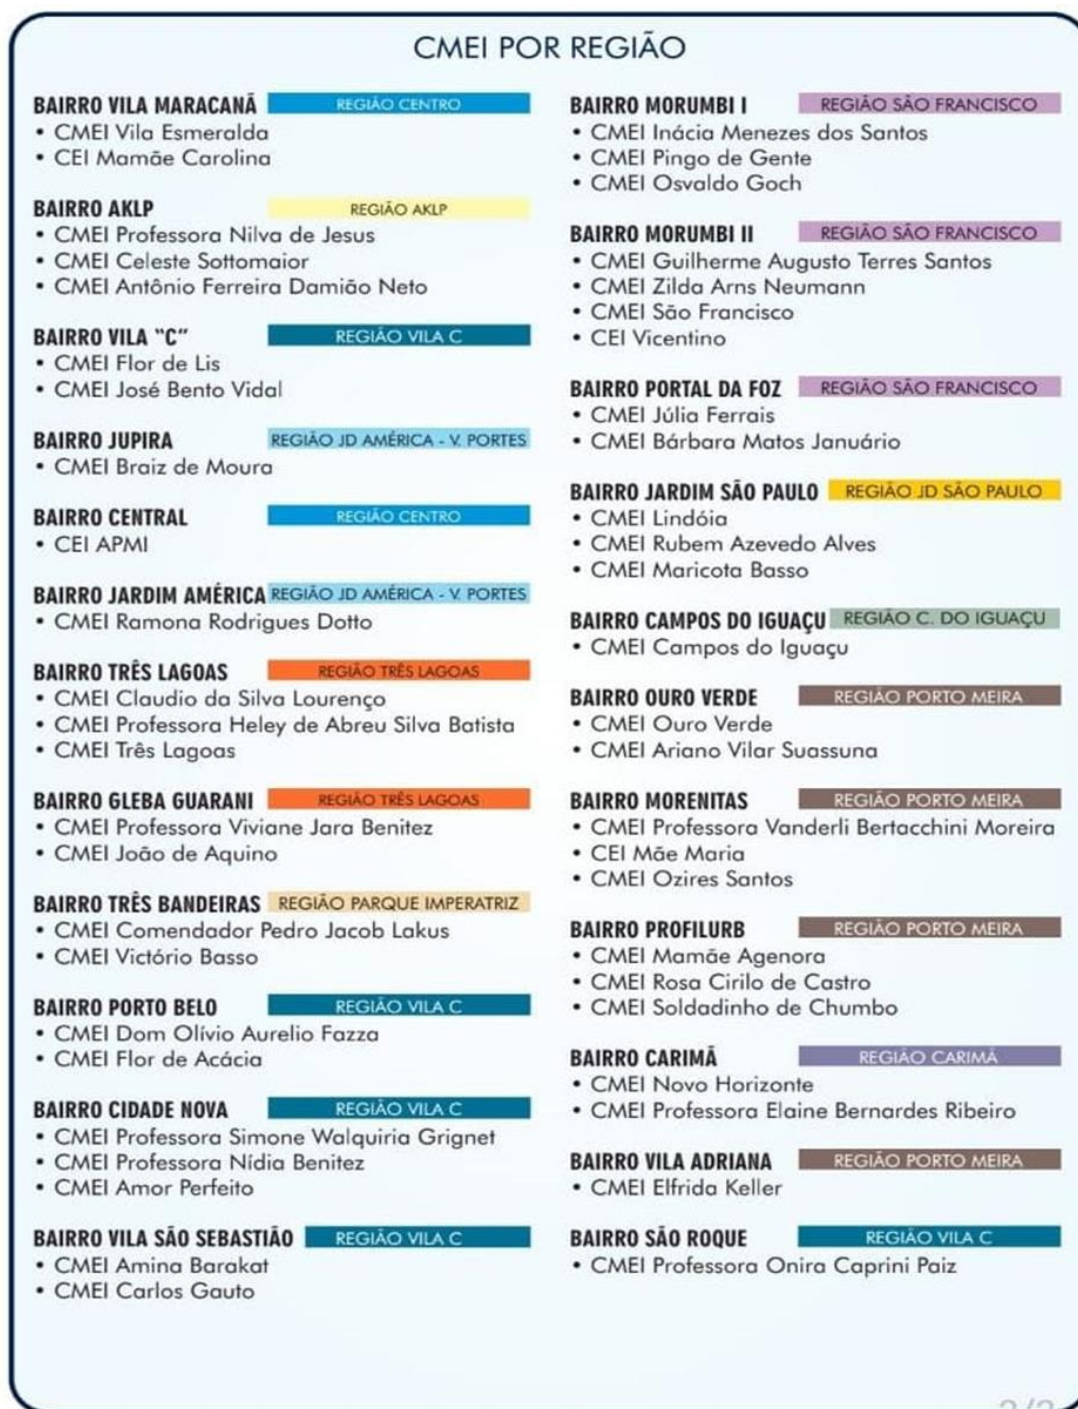 CMEI POR REGIÃO
BAIRRO VILA MARACANÃ REGIÃO CENTRO
• CMEI Vila Esmeralda
• CEI Mamãe Carolina
BAIRRO AKLP REGIÃO AKLP
• CMEI Professora Nilva de Jesus
• CMEI Celeste Sottomaior
• CMEI Antônio Ferreira Damião Neto
BAIRRO VILA “C” REGIÃO VILA C
• CMEI Flor de Lis
• CMEI José Bento Vidal
BAIRRO JUPIRA REGIÃO JD AMÉRICA - V. PORTES
• CMEI Braiz de Moura
BAIRRO CENTRAL REGIÃO CENTRO
• CEI APMI
BAIRRO JARDIM AMÉRICA REGIÃO JD AMÉRICA - V. PORTES
• CMEI Ramona Rodrigues Dotto
BAIRRO TRÊS LAGOAS REGIÃO TRÊS LAGOAS
• CMEI Claudio da Silva Lourenço
• CMEI Professora Heley de Abreu Silva Batista
• CMEI Três Lagoas
BAIRRO GLEBA GUARANI REGIÃO TRÊS LAGOAS
• CMEI Professora Viviane Jara Benitez
• CMEI João de Aquino
BAIRRO TRÊS BANDEIRAS REGIÃO PARQUE IMPERATRIZ
• CMEI Comendador Pedro Jacob Lakus
• CMEI Victório Basso
BAIRRO PORTO BELO REGIÃO VILA C
• CMEI Dom Olívio Aurelio Fazza
• CMEI Flor de Acácia
BAIRRO CIDADE NOVA REGIÃO VILA C
• CMEI Professora Simone Walquiria Grignet
• CMEI Professora Nídia Benitez
• CMEI Amor Perfeito
BAIRRO VILA SÃO SEBASTIÃO REGIÃO VILA C
• CMEI Amina Barakat
• CMEI Carlos Gauto
BAIRRO MORUMBI I REGIÃO SÃO FRANCISCO
• CMEI Inácia Menezes dos Santos
• CMEI Pingo de Gente
• CMEI Osvaldo Goch
BAIRRO MORUMBI II REGIÃO SÃO FRANCISCO
• CMEI Guilherme Augusto Terres Santos
• CMEI Zilda Arns Neumann
• CMEI São Francisco
• CEI Vicentino
BAIRRO PORTAL DA FOZ REGIÃO SÃO FRANCISCO
• CMEI Júlia Ferrais
• CMEI Bárbara Matos Januário
BAIRRO JARDIM SÃO PAULO REGIÃO JD SÃO PAULO
• CMEI Lindóia
• CMEI Rubem Azevedo Alves
• CMEI Maricota Basso
BAIRRO CAMPOS DO IGUAÇU REGIÃO C. DO IGUAÇU
• CMEI Campos do Iguaçu
BAIRRO OURO VERDE REGIÃO PORTO MEIRA
• CMEI Ouro Verde
• CMEI Ariano Vilar Suassuna
BAIRRO MORENITAS REGIÃO PORTO MEIRA
• CMEI Professora Vanderli Bertacchini Moreira
• CEI Mãe Maria
• CMEI Ozires Santos
BAIRRO PROFILURB REGIÃO PORTO MEIRA
• CMEI Mamãe Agenora
• CMEI Rosa Cirilo de Castro
• CMEI Soldadinho de Chumbo
BAIRRO CARIMÃ REGIÃO CARIMÃ
• CMEI Novo Horizonte
• CMEI Professora Elaine Bernardes Ribeiro
BAIRRO VILA ADRIANA REGIÃO PORTO MEIRA
• CMEI Elfrida Keller
BAIRRO SÃO ROQUE REGIÃO VILA C
• CMEI Professora Onira Caprini Paiz